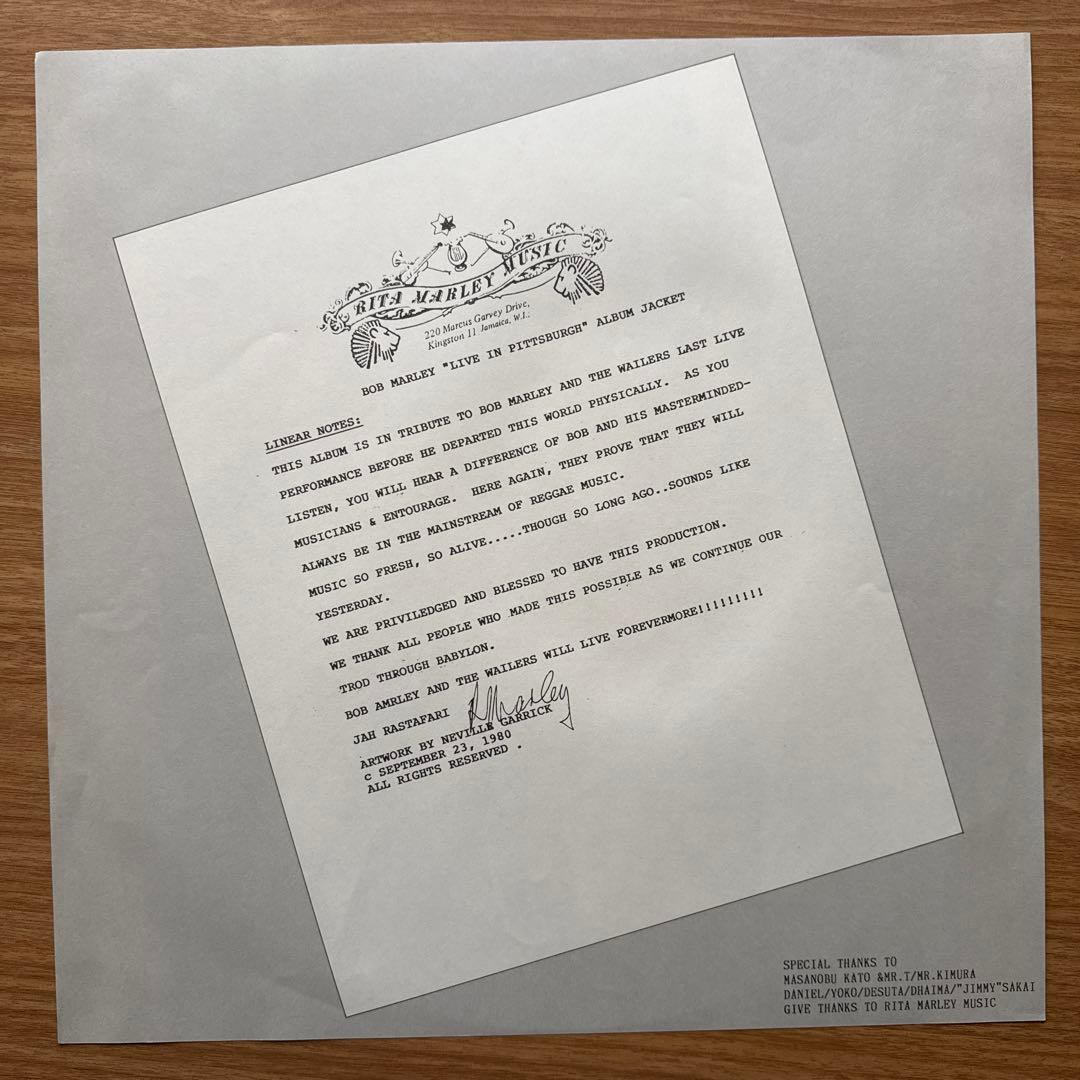 RITA MARLEY MUSIC
220 Marcus Garvey Drive,
Kingston 11 Jamaica, W.I.:
BOB MARLEY "LIVE IN PITTSBURGH" ALBUM JACKET
LINEAR NOTES:
THIS ALBUM IS IN TRIBUTE TO BOB MARLEY AND THE WAILERS LAST LIVE
PERFORMANCE BEFORE HE DEPARTED THIS WORLD PHYSICALLY. AS YOU
LISTEN, YOU WILL HEAR A DIFFERENCE OF BOB AND HIS MASTERMINDED-
MUSICIANS & ENTOURAGE. HERE AGAIN, THEY PROVE THAT THEY WILL
ALWAYS BE IN THE MAINSTREAM OF REGGAE MUSIC.
MUSIC SO FRESH, SO ALIVE.....THOUGH SO LONG AGO..SOUNDS LIKE
YESTERDAY.
WE ARE PRIVILEDGED AND BLESSED TO HAVE THIS PRODUCTION.
WE THANK ALL PEOPLE WHO MADE THIS POSSIBLE AS WE CONTINUE OUR
TROD THROUGH BABYLON.
BOB AMRLEY AND THE WAILERS WILL LIVE FOREVERMORE!!!!!!!!!
JAH RASTAFARI RMarley
ARTWORK BY NEVILLE GARRICK
c SEPTEMBER 23, 1980
ALL RIGHTS RESERVED .
SPECIAL THANKS TO
MASANOBU KATO &MR.T/MR.KIMURA
DANIEL/YOKO/DESUTA/DHAIMA/"JIMMY"SAKAI
GIVE THANKS TO RITA MARLEY MUSIC